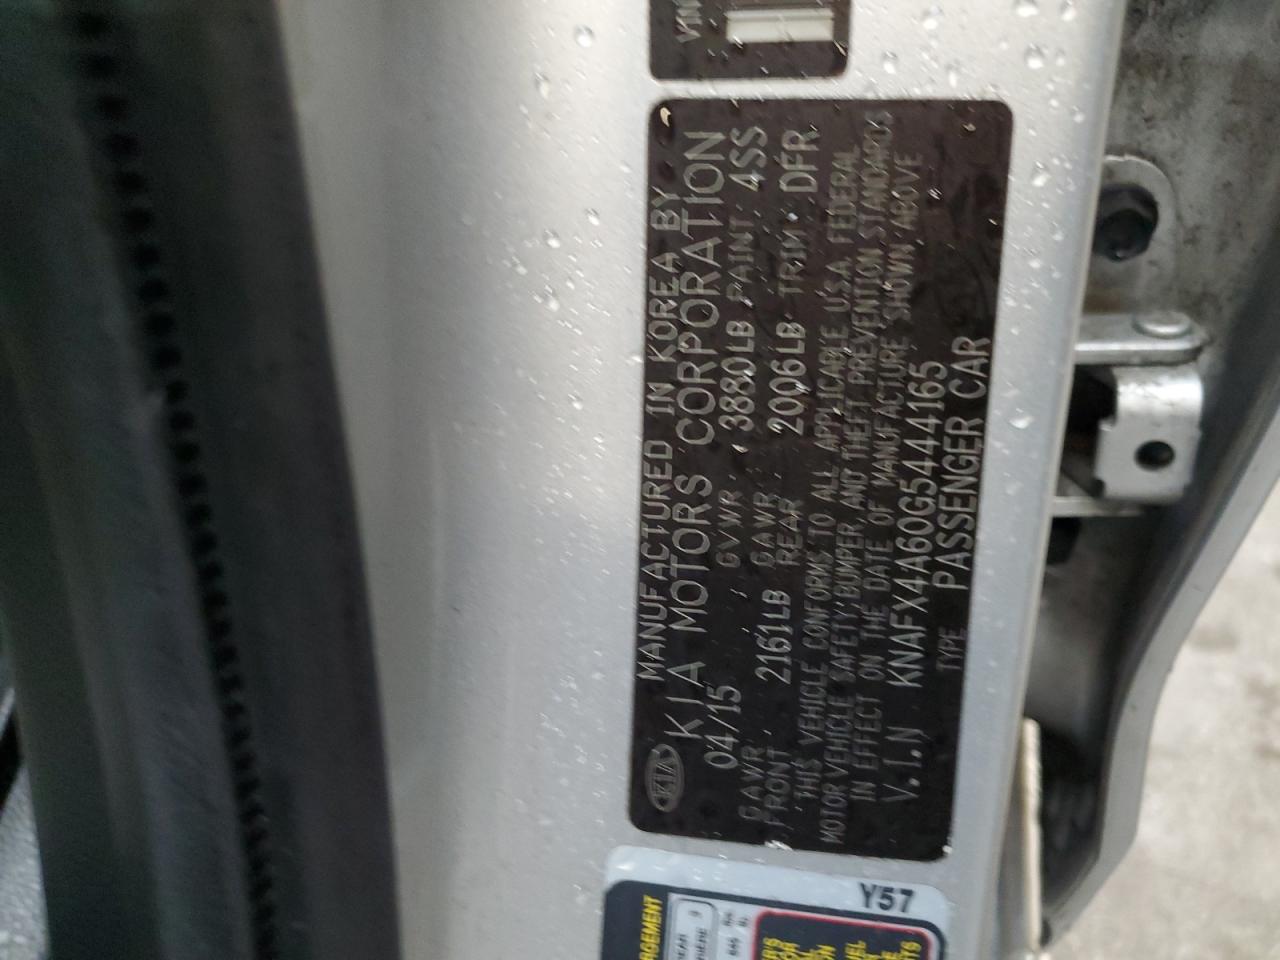 VIN
MANUFACTURED IN KOREA BY
KIA KIA MOTORS CORPORATION
04/15 GVWR 3880LB PAINT 4SS
GAWR FRONT 2161LB GAWR REAR 2006LB TRIM DFR
THIS VEHICLE CONFORMS TO ALL APPLICABLE U.S.A FEDERAL
MOTOR VEHICLE SAFETY, BUMPER, AND THEFT PREVENTION STANDARDS
IN EFFECT ON THE DATE OF MANUFACTURE SHOWN ABOVE
V.I.N KNAFX4A60G5444165
TYPE PASSENGER CAR
Y57